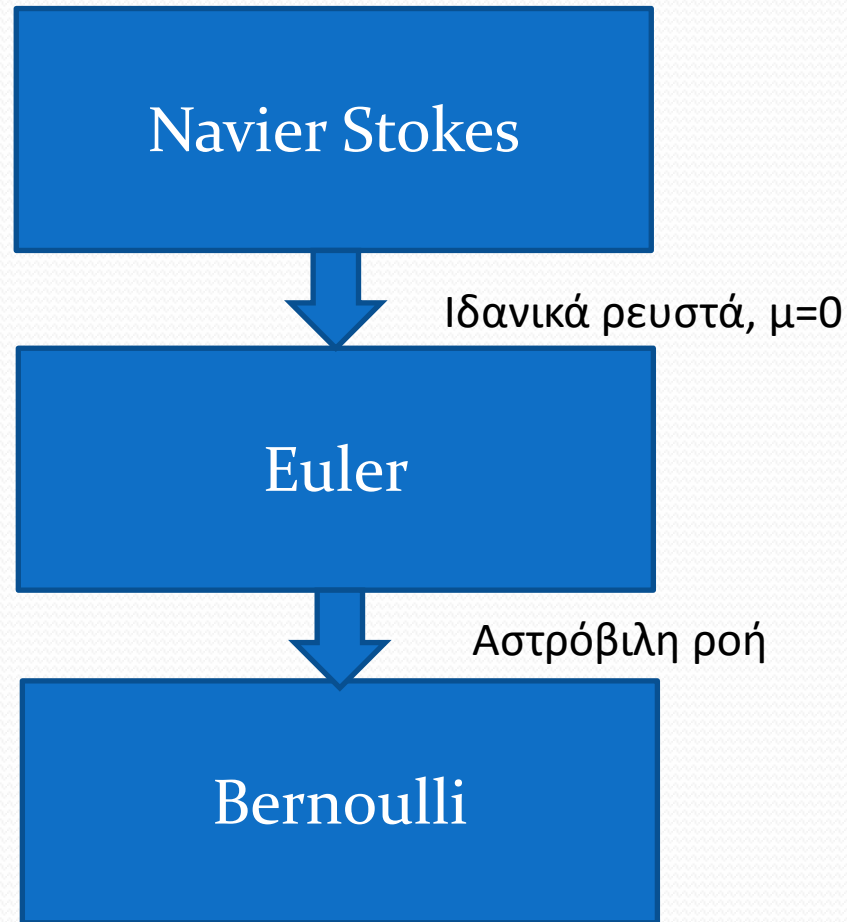 Navier Stokes
Ιδανικά ρευστά, μ=0
Euler
Αστρόβιλη ροή
Bernoulli